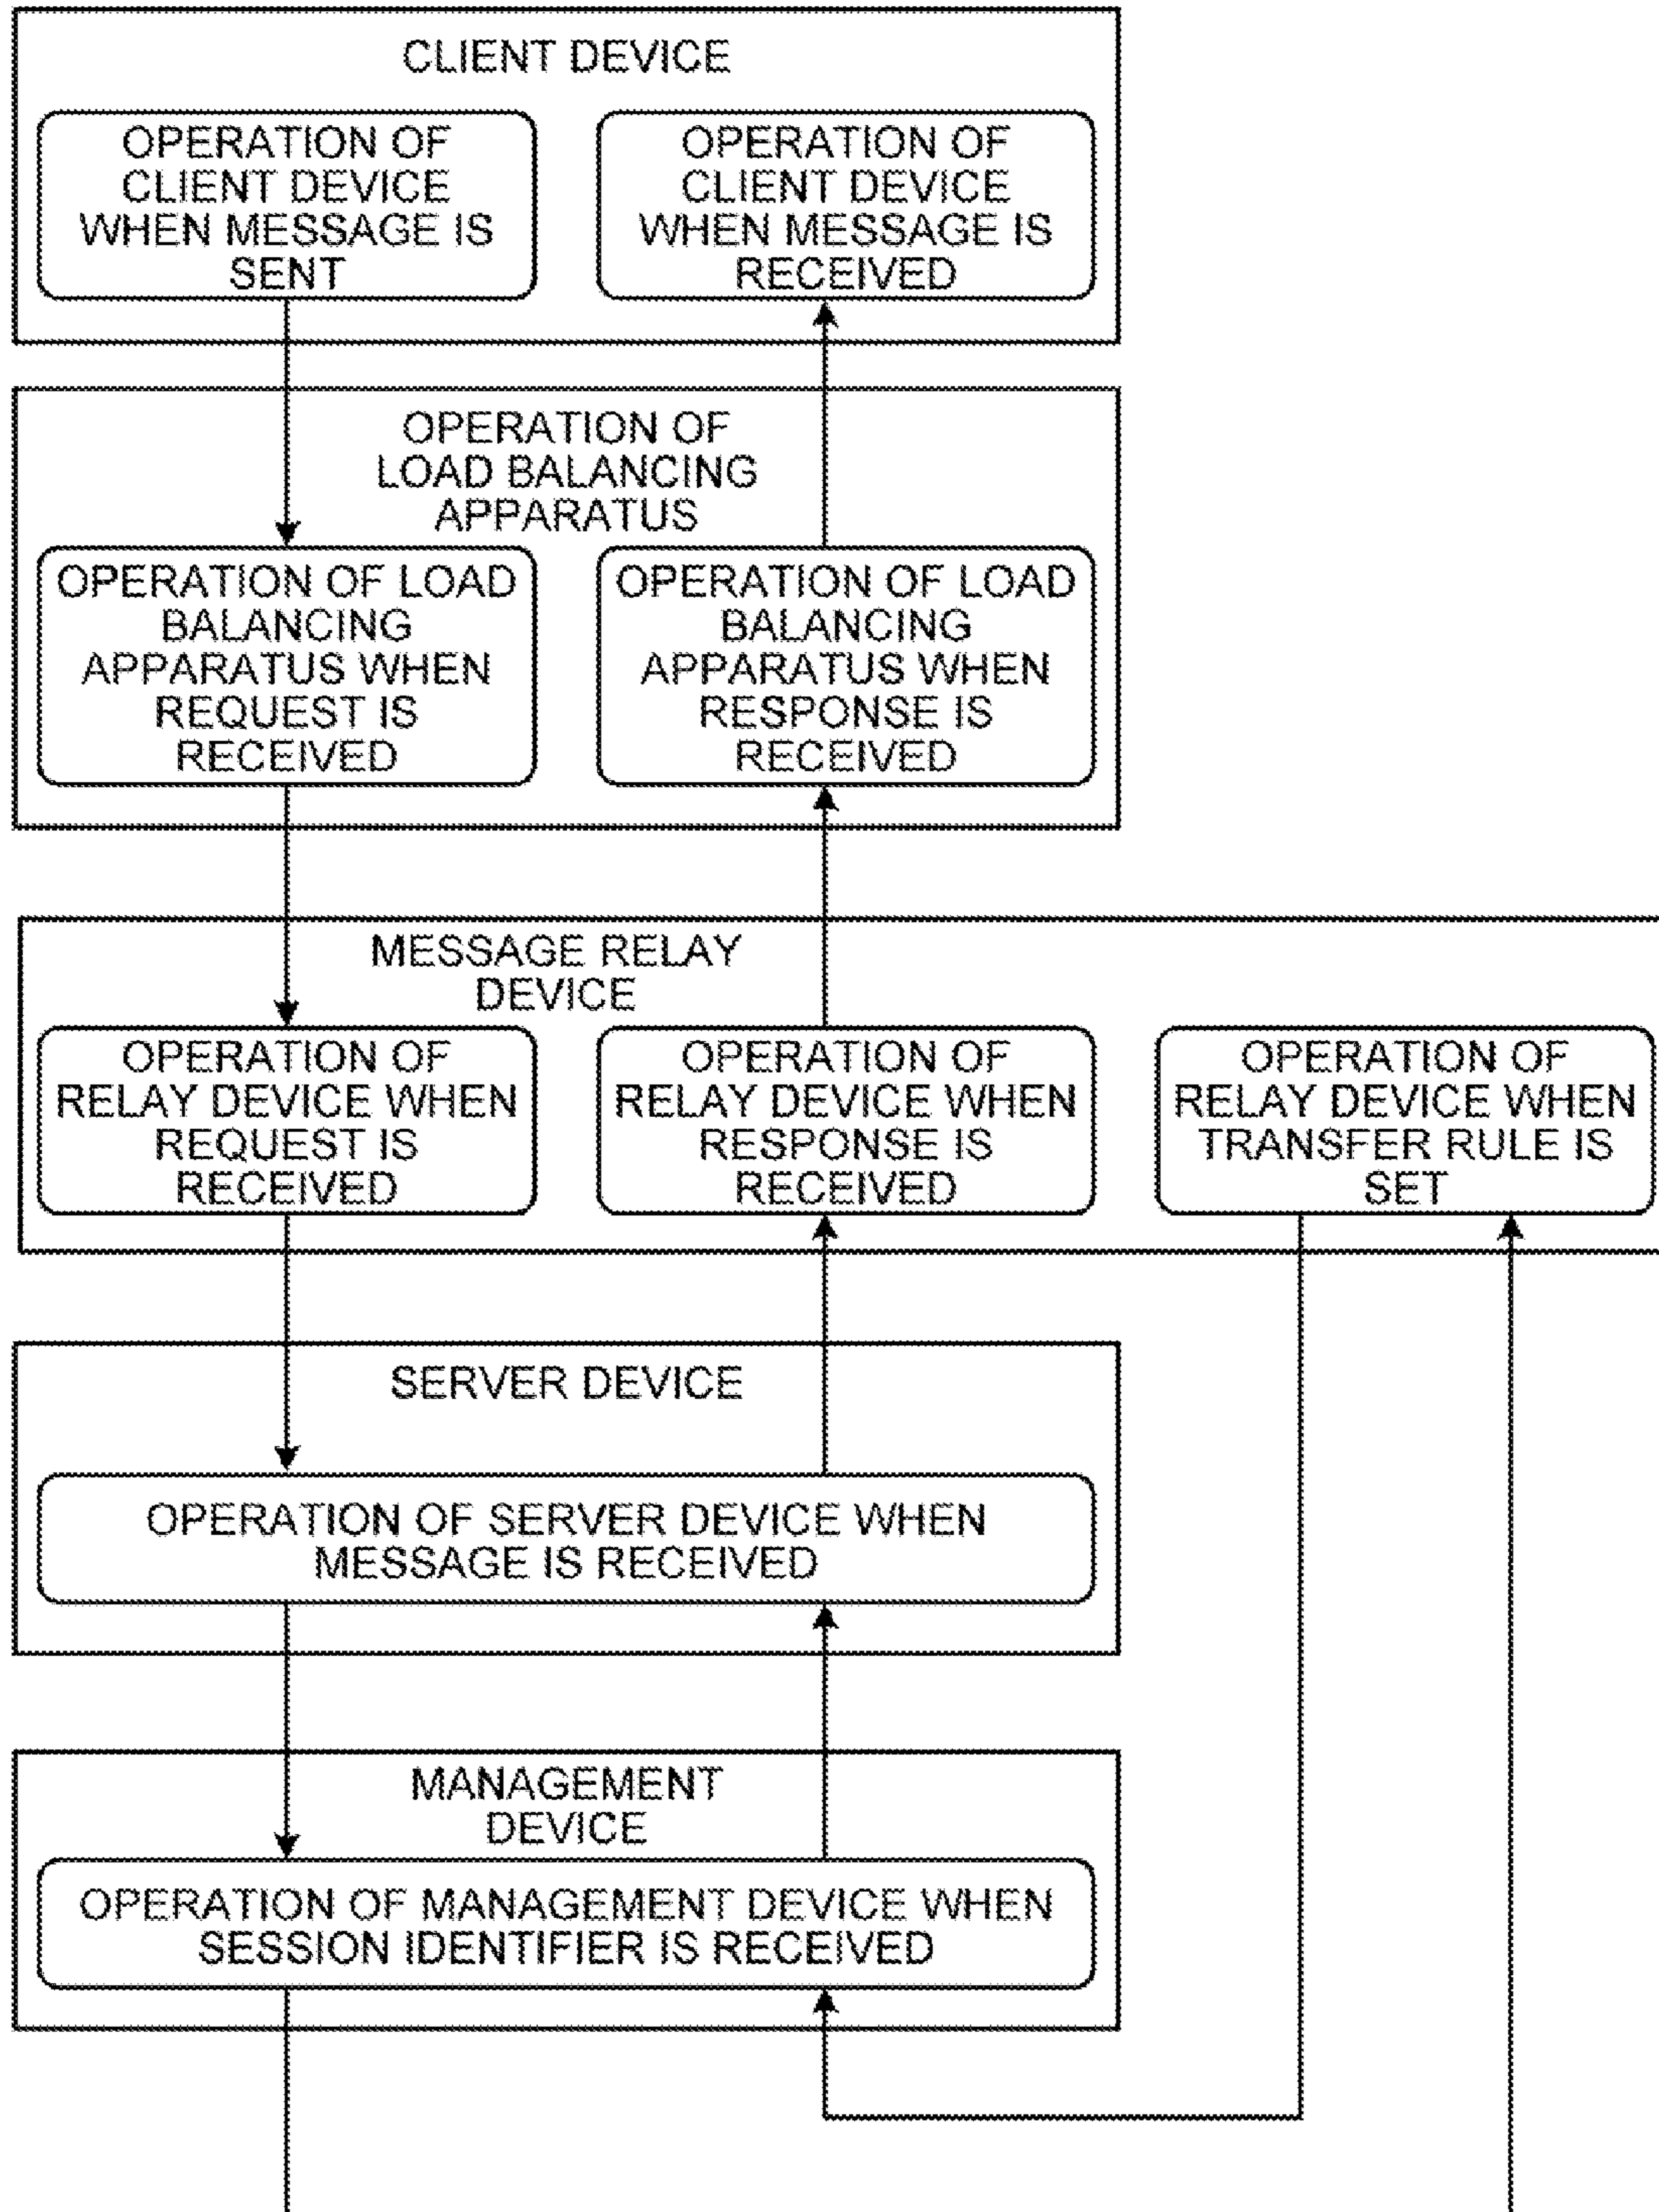 CLIENT DEVICE
OPERATION OF
CLIENT DEVICE
WHEN MESSAGE IS
SENT
OPERATION OF
CLIENT DEVICE
WHEN MESSAGE IS
RECEIVED
OPERATION OF
LOAD BALANCING
APPARATUS
OPERATION OF LOAD
BALANCING
APPARATUS WHEN
REQUEST IS
RECEIVED
OPERATION OF LOAD
BALANCING
APPARATUS WHEN
RESPONSE IS
RECEIVED
MESSAGE RELAY
DEVICE
OPERATION OF
RELAY DEVICE WHEN
REQUEST IS
RECEIVED
OPERATION OF
RELAY DEVICE WHEN
RESPONSE IS
RECEIVED
OPERATION OF
RELAY DEVICE WHEN
TRANSFER RULE IS
SET
SERVER DEVICE
OPERATION OF SERVER DEVICE WHEN
MESSAGE IS RECEIVED
MANAGEMENT
DEVICE
OPERATION OF MANAGEMENT DEVICE WHEN
SESSION IDENTIFIER IS RECEIVED